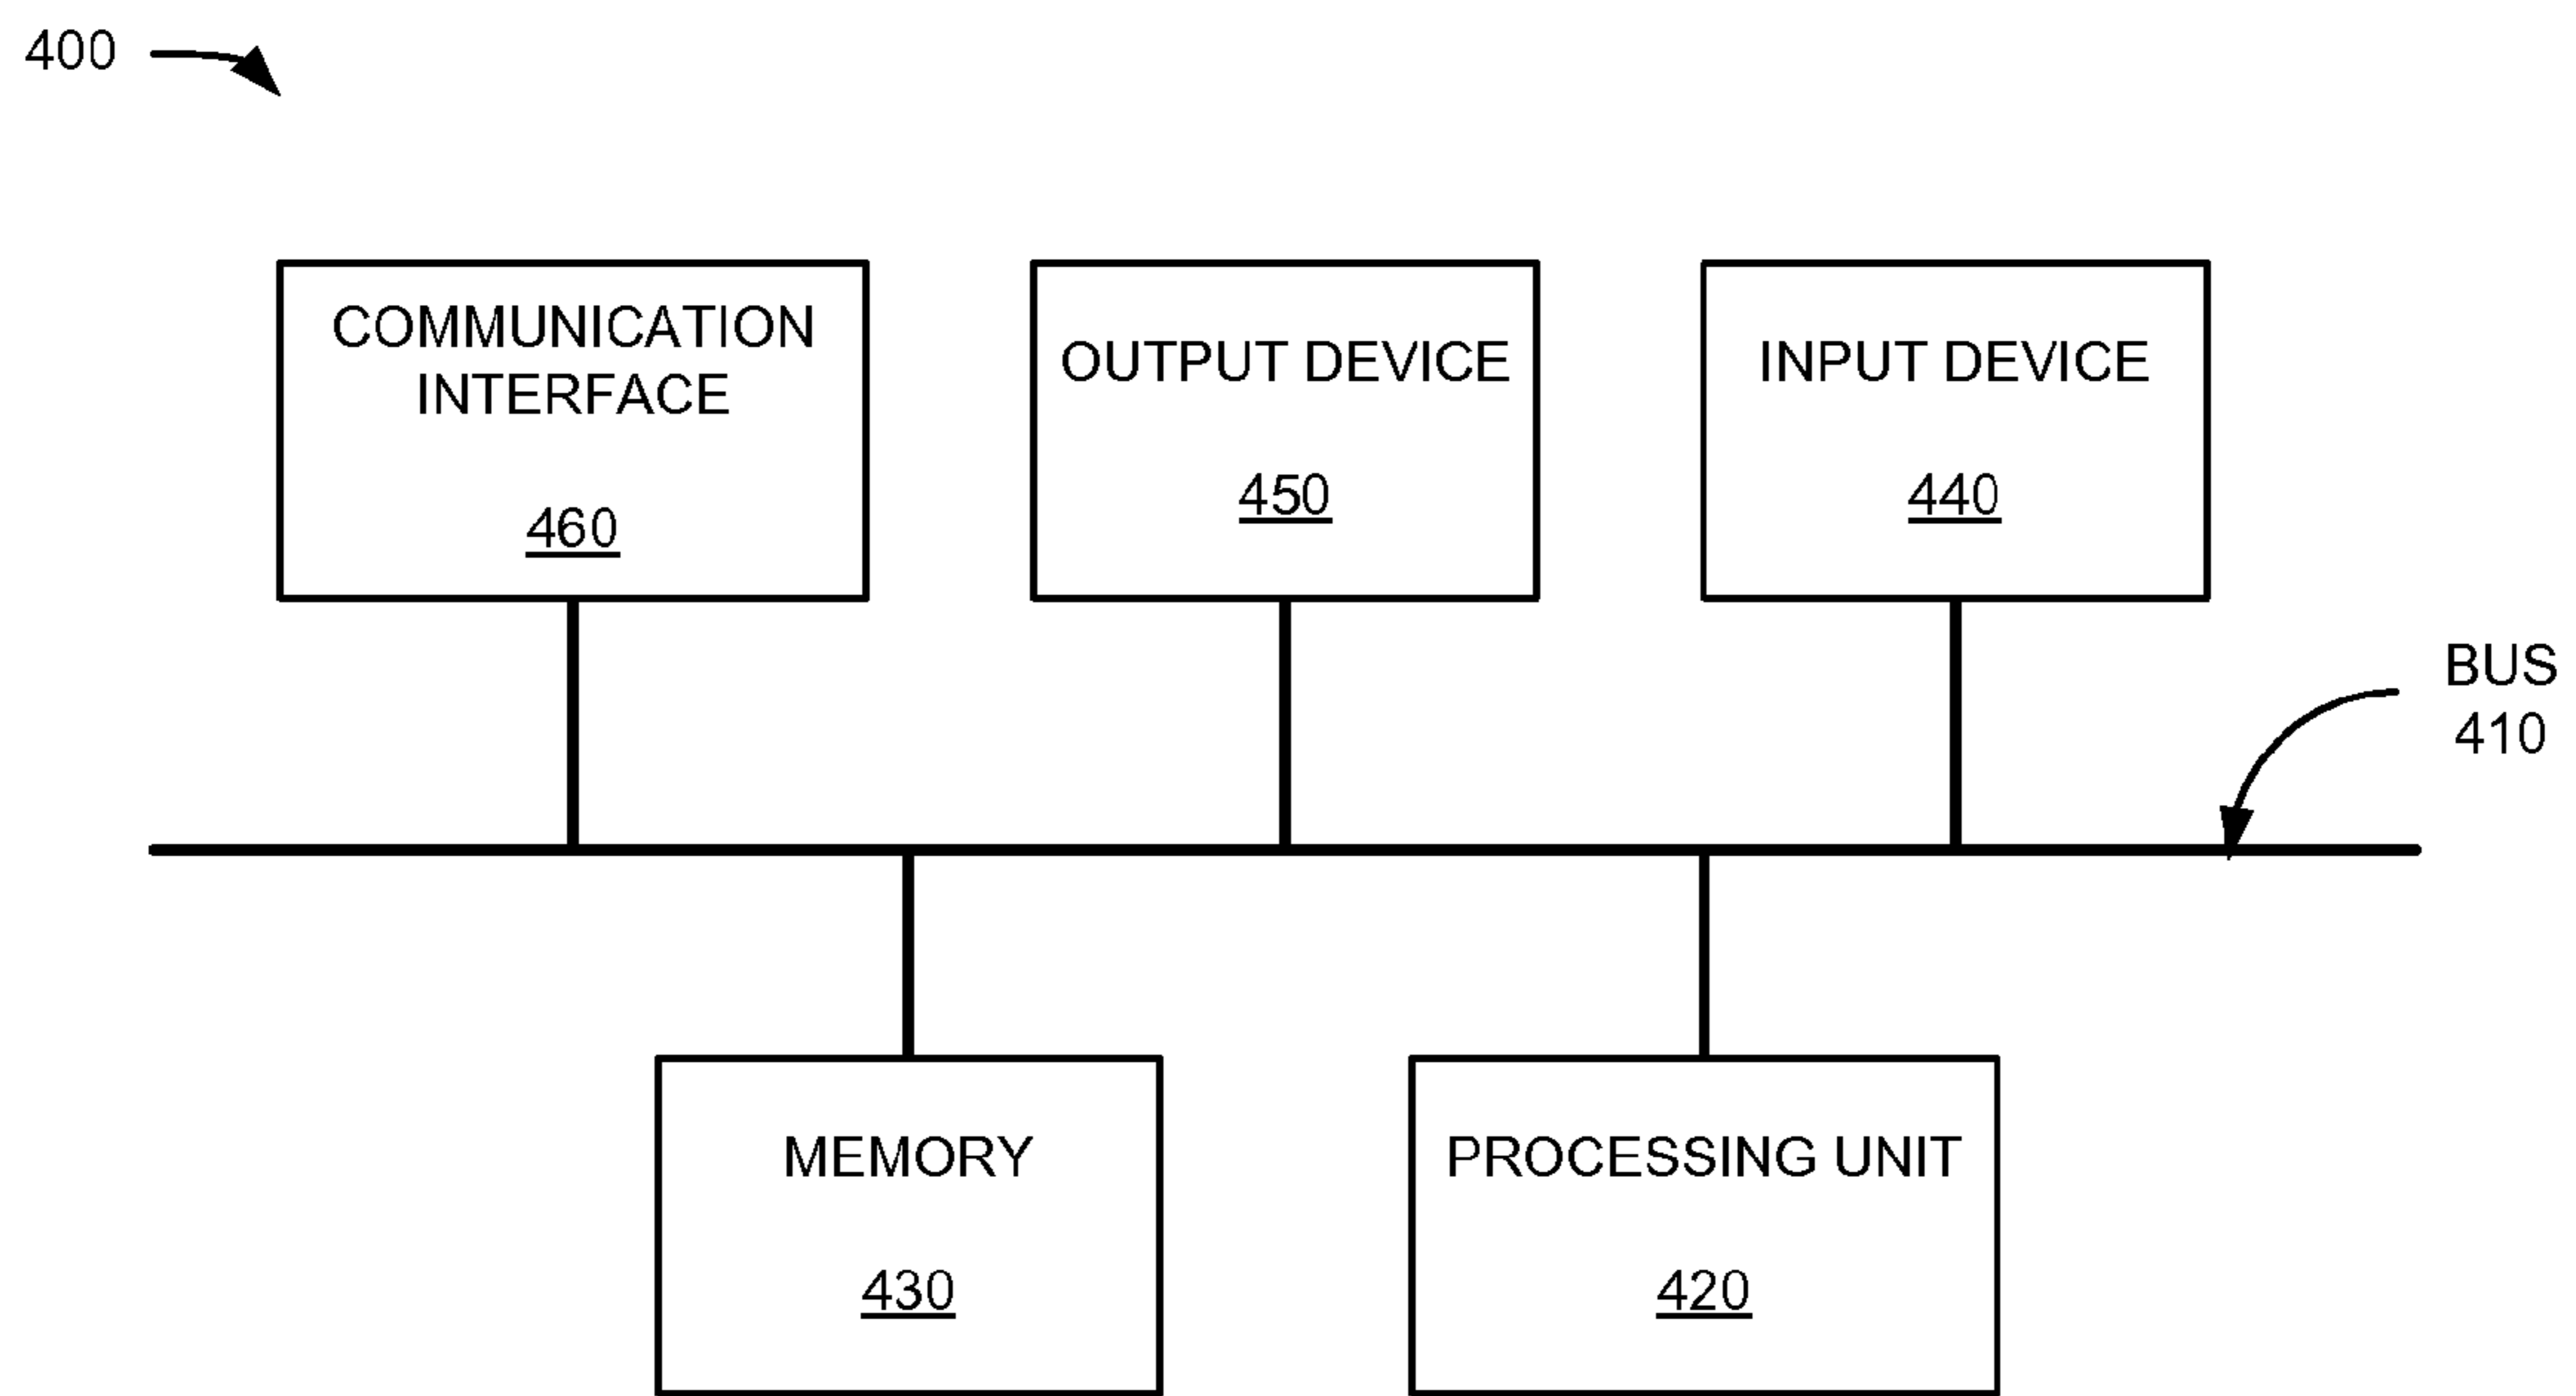 400
COMMUNICATION
INTERFACE
460
OUTPUT DEVICE
450
INPUT DEVICE
440
BUS
410
MEMORY
430
PROCESSING UNIT
420